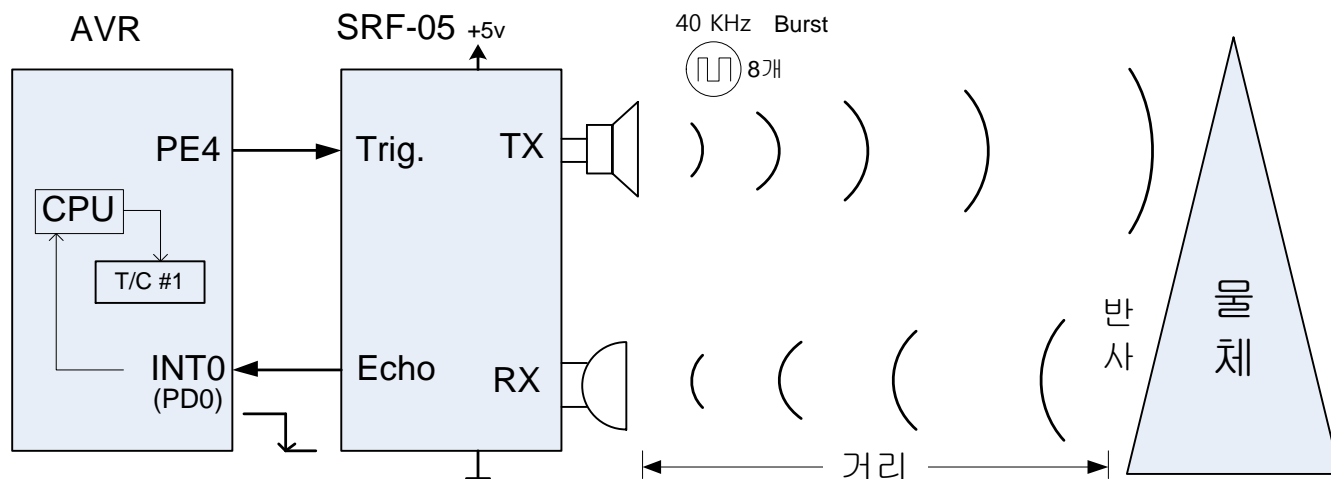 AVR
SRF-05 +5v
40 KHz Burst
8개
PE4
Trig.
TX
CPU
T/C #1
INT0
(PD0)
Echo
RX
반
사
물
체
거리